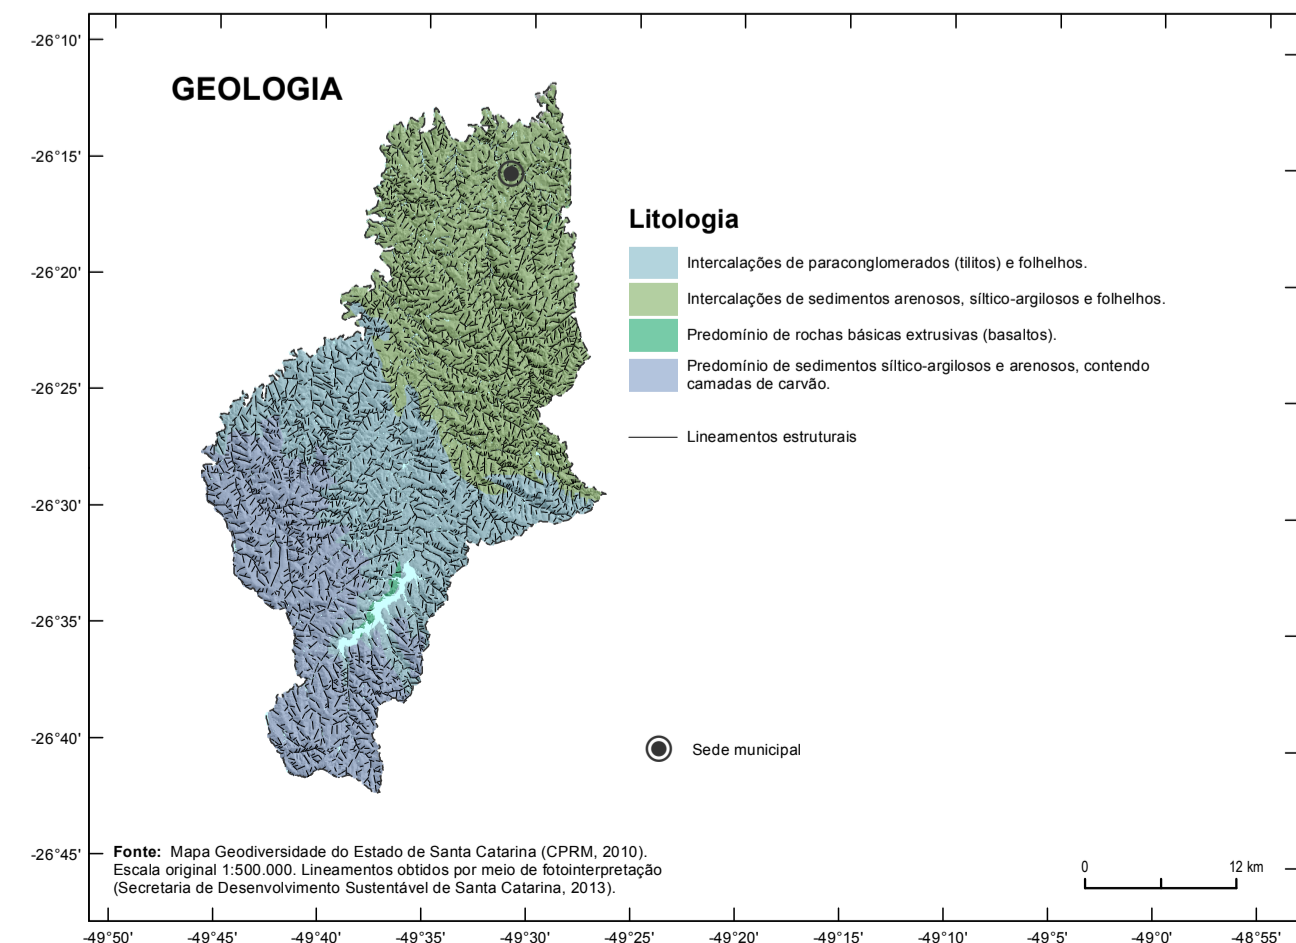 GEOLOGIA
-26°10'
-26°15'
-26°20'
-26°25'
-26°30'
-26°35'
-26°40'
-26°45'
Litologia
Intercalações de paraconglomerados (tilitos) e folhelhos.
Intercalações de sedimentos arenosos, síltico-argilosos e folhelhos.
Predomínio de rochas básicas extrusivas (basaltos).
Predomínio de sedimentos síltico-argilosos e arenosos, contendo
camadas de carvão.
Lineamentos estruturais
Sede municipal
Fonte: Mapa Geodiversidade do Estado de Santa Catarina (CPRM, 2010).
Escala original 1:500.000. Lineamentos obtidos por meio de fotointerpretação
(Secretaria de Desenvolvimento Sustentável de Santa Catarina, 2013).
0 12 km
-49°50' -49°45' -49°40' -49°35' -49°30' -49°25' -49°20' -49°15' -49°10' -49°5' -49°0' -48°55'